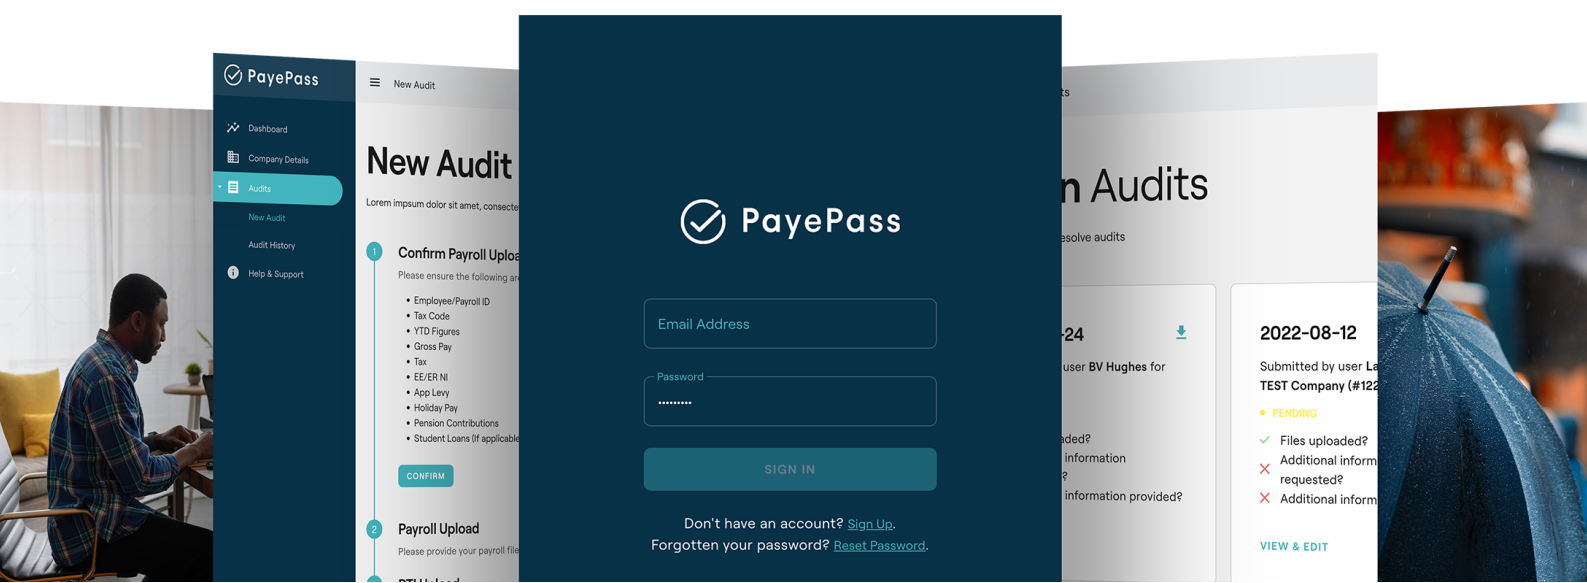 PayePass
Dashboard
Company Details
Audits
New Audit
Audit History
Help & Support
New Audit
New Audit
Lorem impsum dolor sit amet, consecte
1
Confirm Payroll Uploa
Please ensure the following are
• Employee/Payroll ID
• Tax Code
• YTD Figures
• Gross Pay
• Tax
• EE/ER NI
• App Levy
• Holiday Pay
• Pension Contributions
• Student Loans (If applicable
CONFIRM
2
Payroll Upload
Please provide your payroll file
PayePass
Email Address
Password
•••••••••
SIGN IN
Don't have an account? Sign Up.
Forgotten your password? Reset Password.
ts
n Audits
esolve audits
-24
user BV Hughes for
aded?
information
?
information provided?
2022-08-12
Submitted by user La
TEST Company (#122
PENDING
Files uploaded?
Additional inform
requested?
Additional inform
VIEW & EDIT